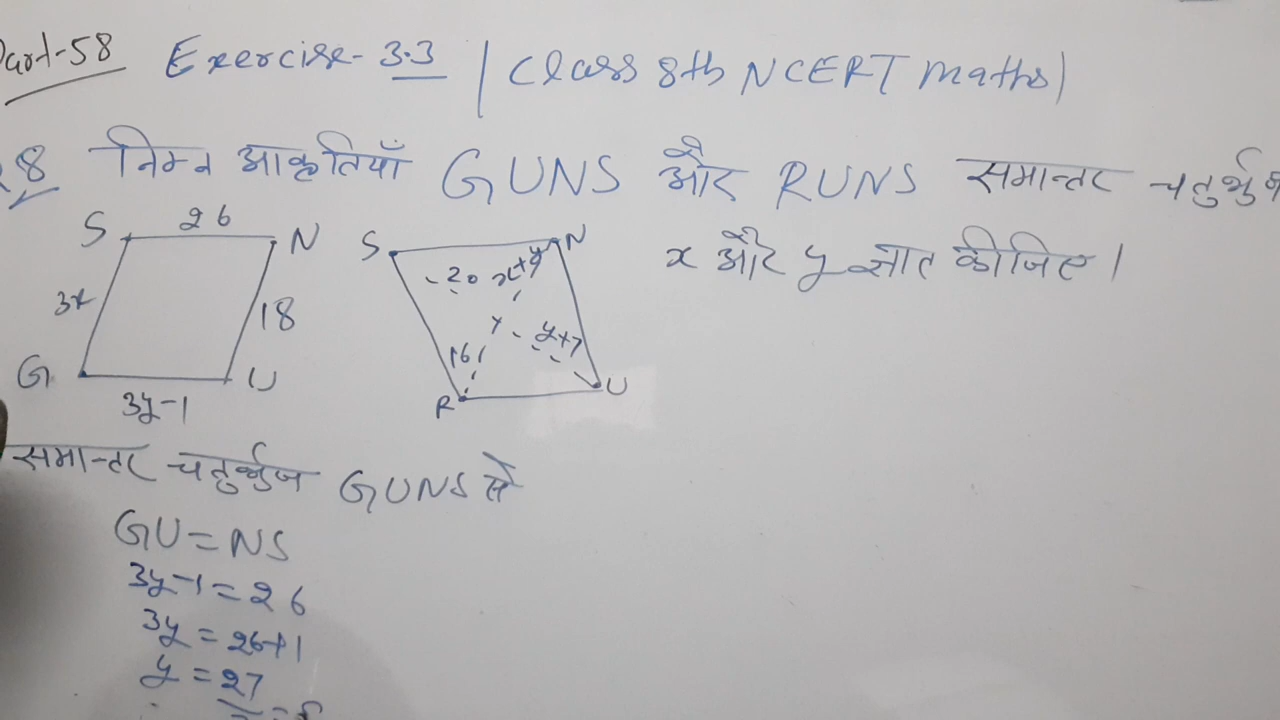 Part-58 Exercise-3.3 | Class 8th NCERT Maths)
8 निम्न आकृतियाँ GUNS और RUNS समान्तर चतुर्भुज
x और y ज्ञात कीजिए।
S 26 N
3x 18
G U
3y-1
S N
20 x+y
y+7
16
R U
समान्तर चतुर्भुज GUNS से
GU=NS
3y-1=26
3y=26+1
y=27